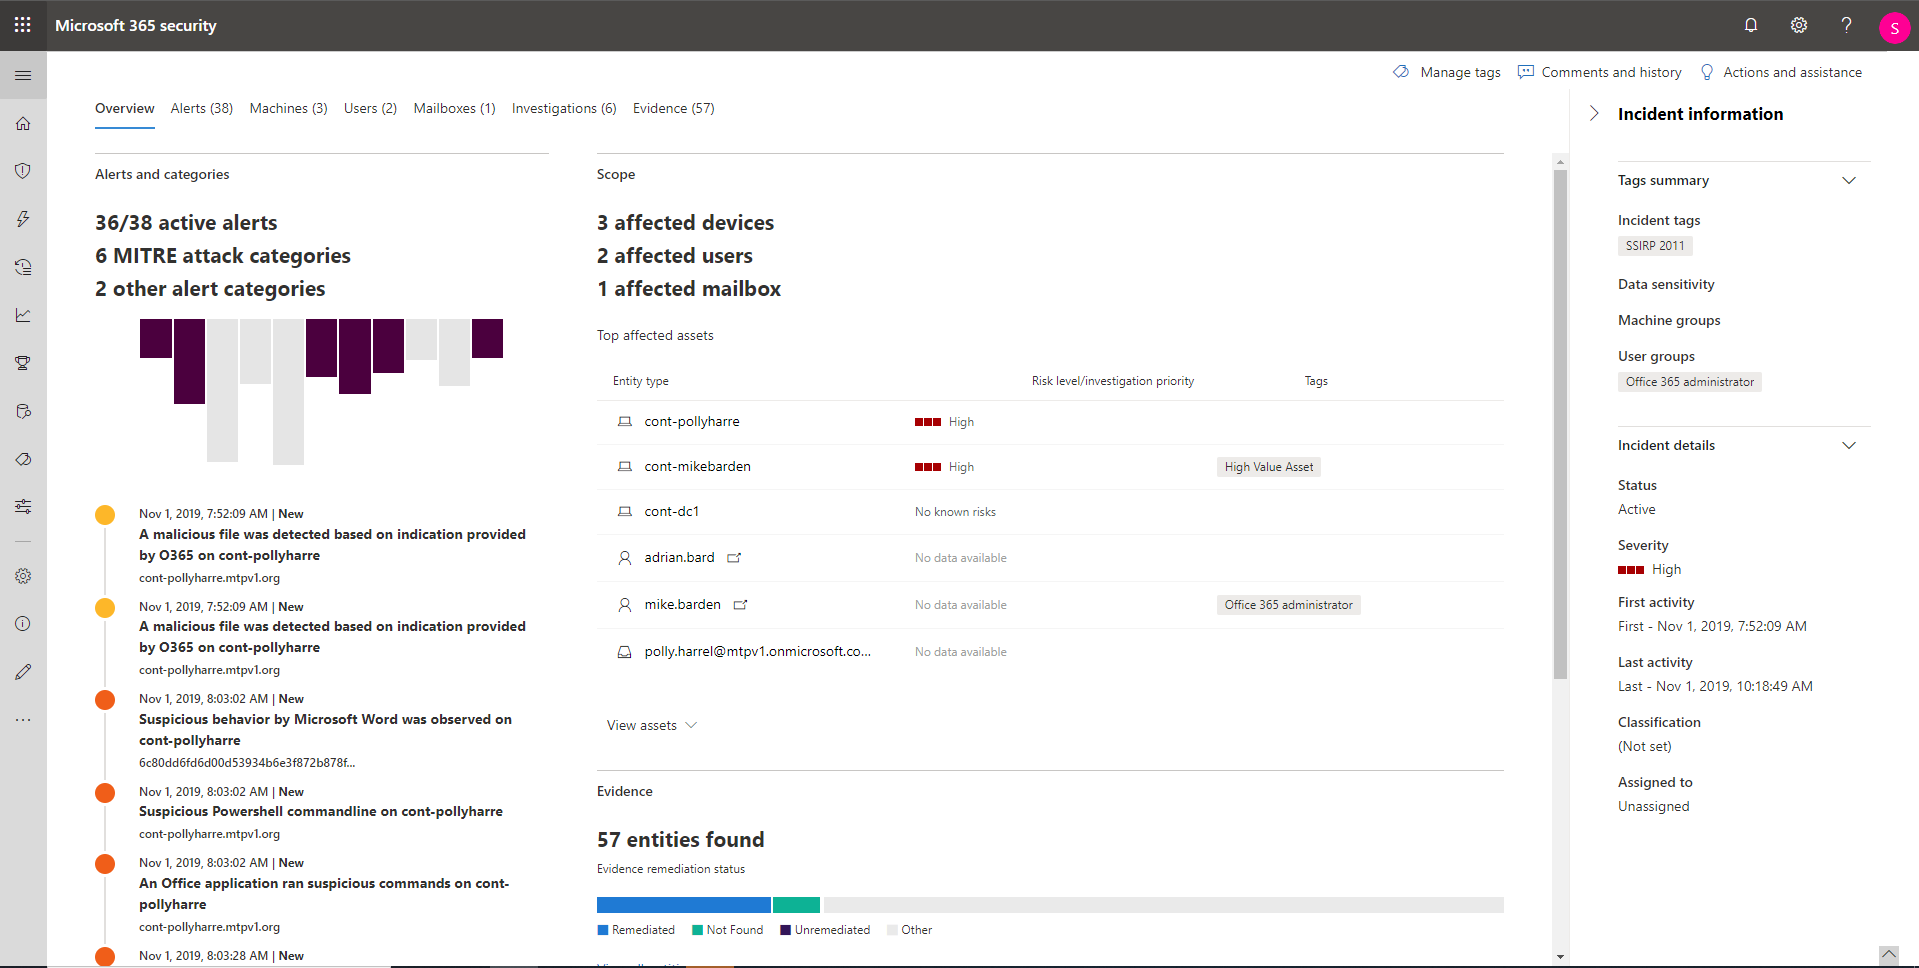 Microsoft 365 security
S
Manage tags
Comments and history
Actions and assistance
Overview
Alerts (38)
Machines (3)
Users (2)
Mailboxes (1)
Investigations (6)
Evidence (57)
Alerts and categories
36/38 active alerts
6 MITRE attack categories
2 other alert categories
Nov 1, 2019, 7:52:09 AM | New
A malicious file was detected based on indication provided
by O365 on cont-pollyharre
cont-pollyharre.mtpv1.org
Nov 1, 2019, 7:52:09 AM | New
A malicious file was detected based on indication provided
by O365 on cont-pollyharre
cont-pollyharre.mtpv1.org
Nov 1, 2019, 8:03:02 AM | New
Suspicious behavior by Microsoft Word was observed on
cont-pollyharre
6c80dd6fd6d00d53934b6e3f872b878f...
Nov 1, 2019, 8:03:02 AM | New
Suspicious Powershell commandline on cont-pollyharre
cont-pollyharre.mtpv1.org
Nov 1, 2019, 8:03:02 AM | New
An Office application ran suspicious commands on cont-
pollyharre
cont-pollyharre.mtpv1.org
Nov 1, 2019, 8:03:28 AM | New
Scope
3 affected devices
2 affected users
1 affected mailbox
Top affected assets
Entity type
Risk level/investigation priority
Tags
cont-pollyharre
High
cont-mikebarden
High
High Value Asset
cont-dc1
No known risks
adrian.bard
No data available
mike.barden
No data available
Office 365 administrator
polly.harrel@mtpv1.onmicrosoft.co...
No data available
View assets
Evidence
57 entities found
Evidence remediation status
Remediated
Not Found
Unremediated
Other
Incident information
Tags summary
Incident tags
SSIRP 2011
Data sensitivity
Machine groups
User groups
Office 365 administrator
Incident details
Status
Active
Severity
High
First activity
First - Nov 1, 2019, 7:52:09 AM
Last activity
Last - Nov 1, 2019, 10:18:49 AM
Classification
(Not set)
Assigned to
Unassigned